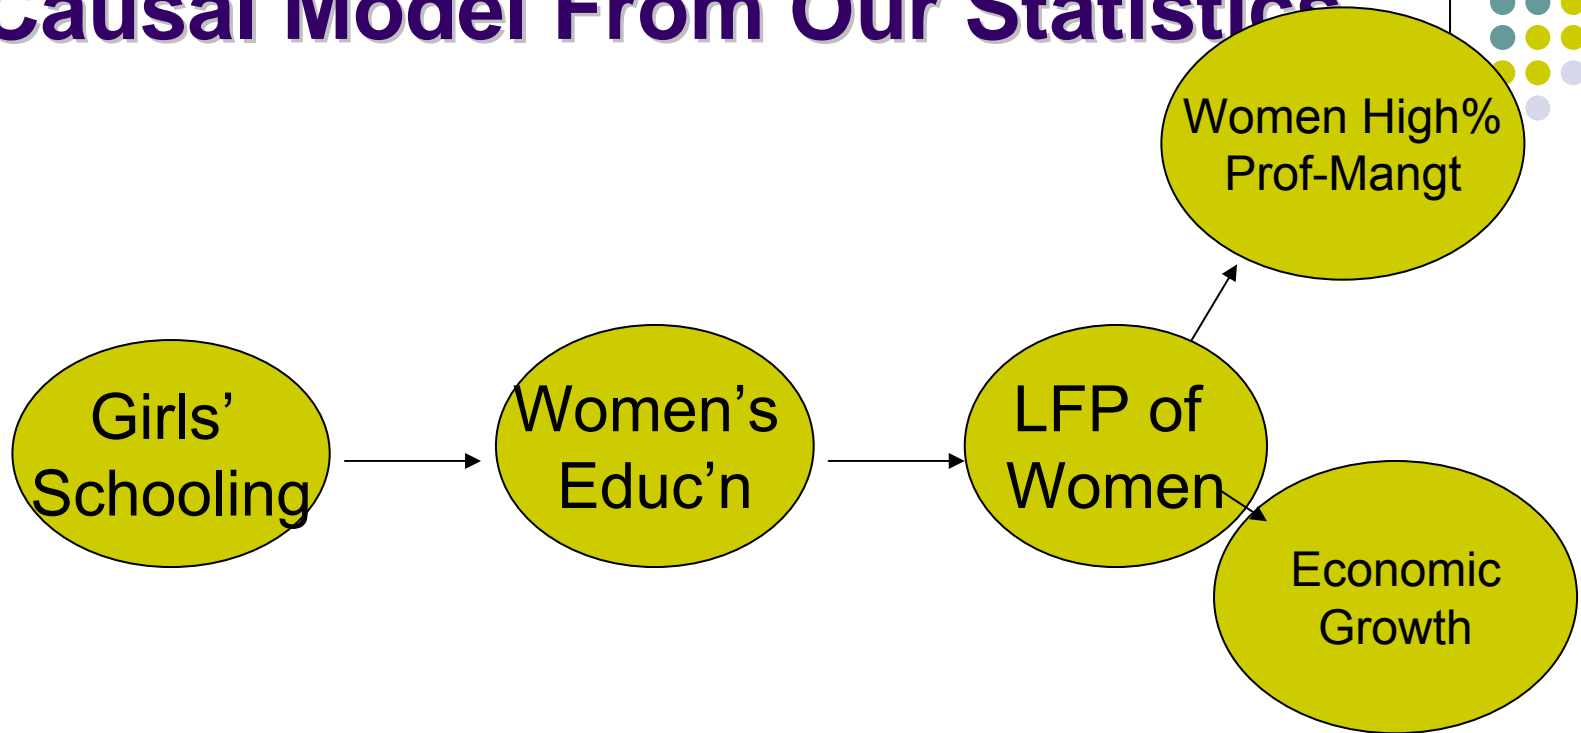 Causal Model From Our Statistics
Women High%
Prof-Mangt
Girls’
Schooling
Women’s
Educ’n
LFP of
Women
Economic
Growth